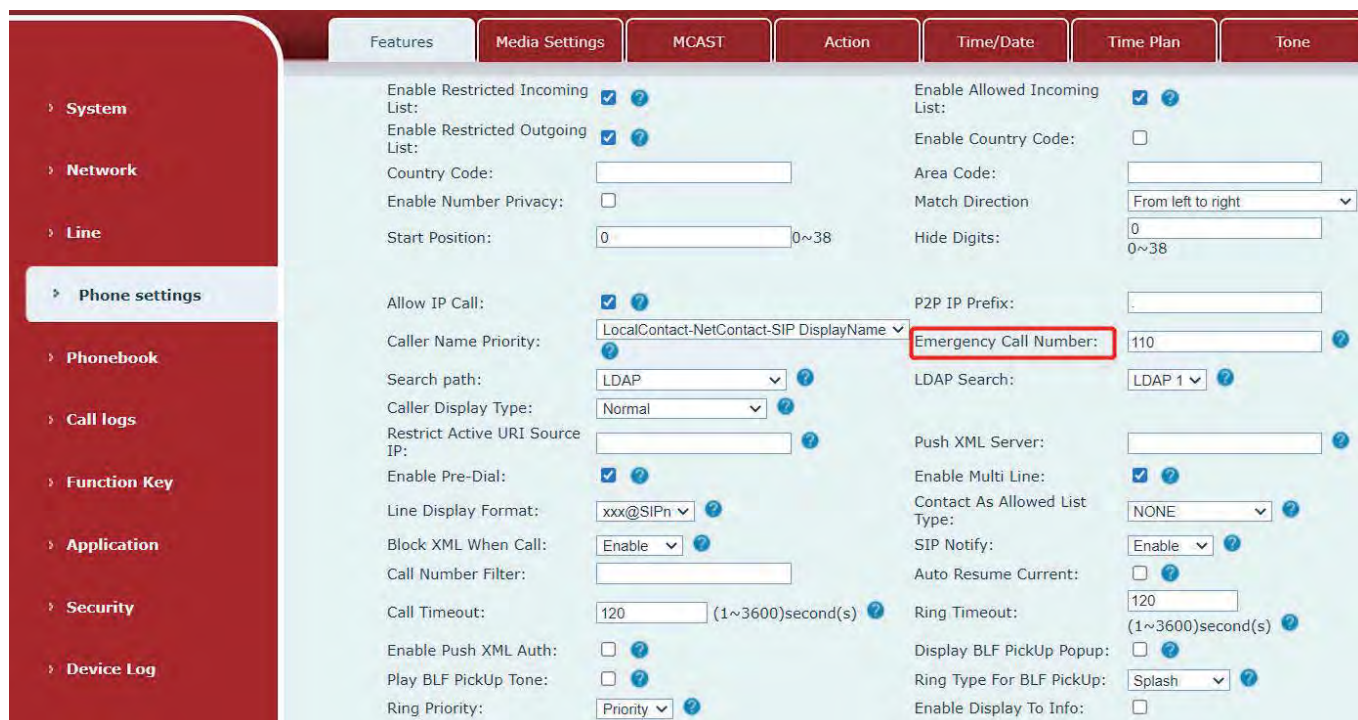 Features Media Settings MCAST Action Time/Date Time Plan Tone
System
Network
Line
Phone settings
Phonebook
Call logs
Function Key
Application
Security
Device Log
Enable Restricted Incoming List: Enable Allowed Incoming List:
Enable Restricted Outgoing List: Enable Country Code:
Country Code: Area Code:
Enable Number Privacy: Match Direction From left to right
Start Position: 0 0~38 Hide Digits: 0 0~38
Allow IP Call: P2P IP Prefix: .
Caller Name Priority: LocalContact-NetContact-SIP DisplayName Emergency Call Number: 110
Search path: LDAP LDAP Search: LDAP 1
Caller Display Type: Normal
Restrict Active URI Source IP: Push XML Server:
Enable Pre-Dial: Enable Multi Line:
Line Display Format: xxx@SIPn Contact As Allowed List Type: NONE
Block XML When Call: Enable SIP Notify: Enable
Call Number Filter: Auto Resume Current:
Call Timeout: 120 (1~3600)second(s) Ring Timeout: 120 (1~3600)second(s)
Enable Push XML Auth: Display BLF PickUp Popup:
Play BLF PickUp Tone: Ring Type For BLF PickUp: Splash
Ring Priority: Priority Enable Display To Info: